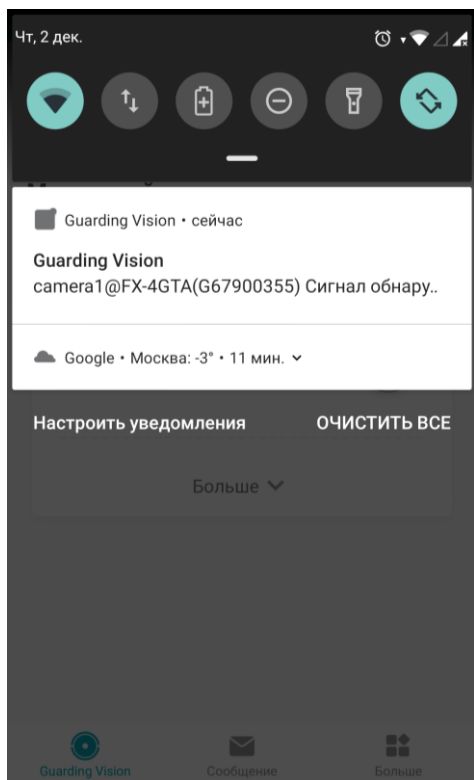 Чт, 2 дек.
Guarding Vision • сейчас
Guarding Vision
camera1@FX-4GTA(G67900355) Сигнал обнару..
Google • Москва: -3° • 11 мин.
Настроить уведомления ОЧИСТИТЬ ВСЕ
Больше
Guarding Vision Сообщение Больше